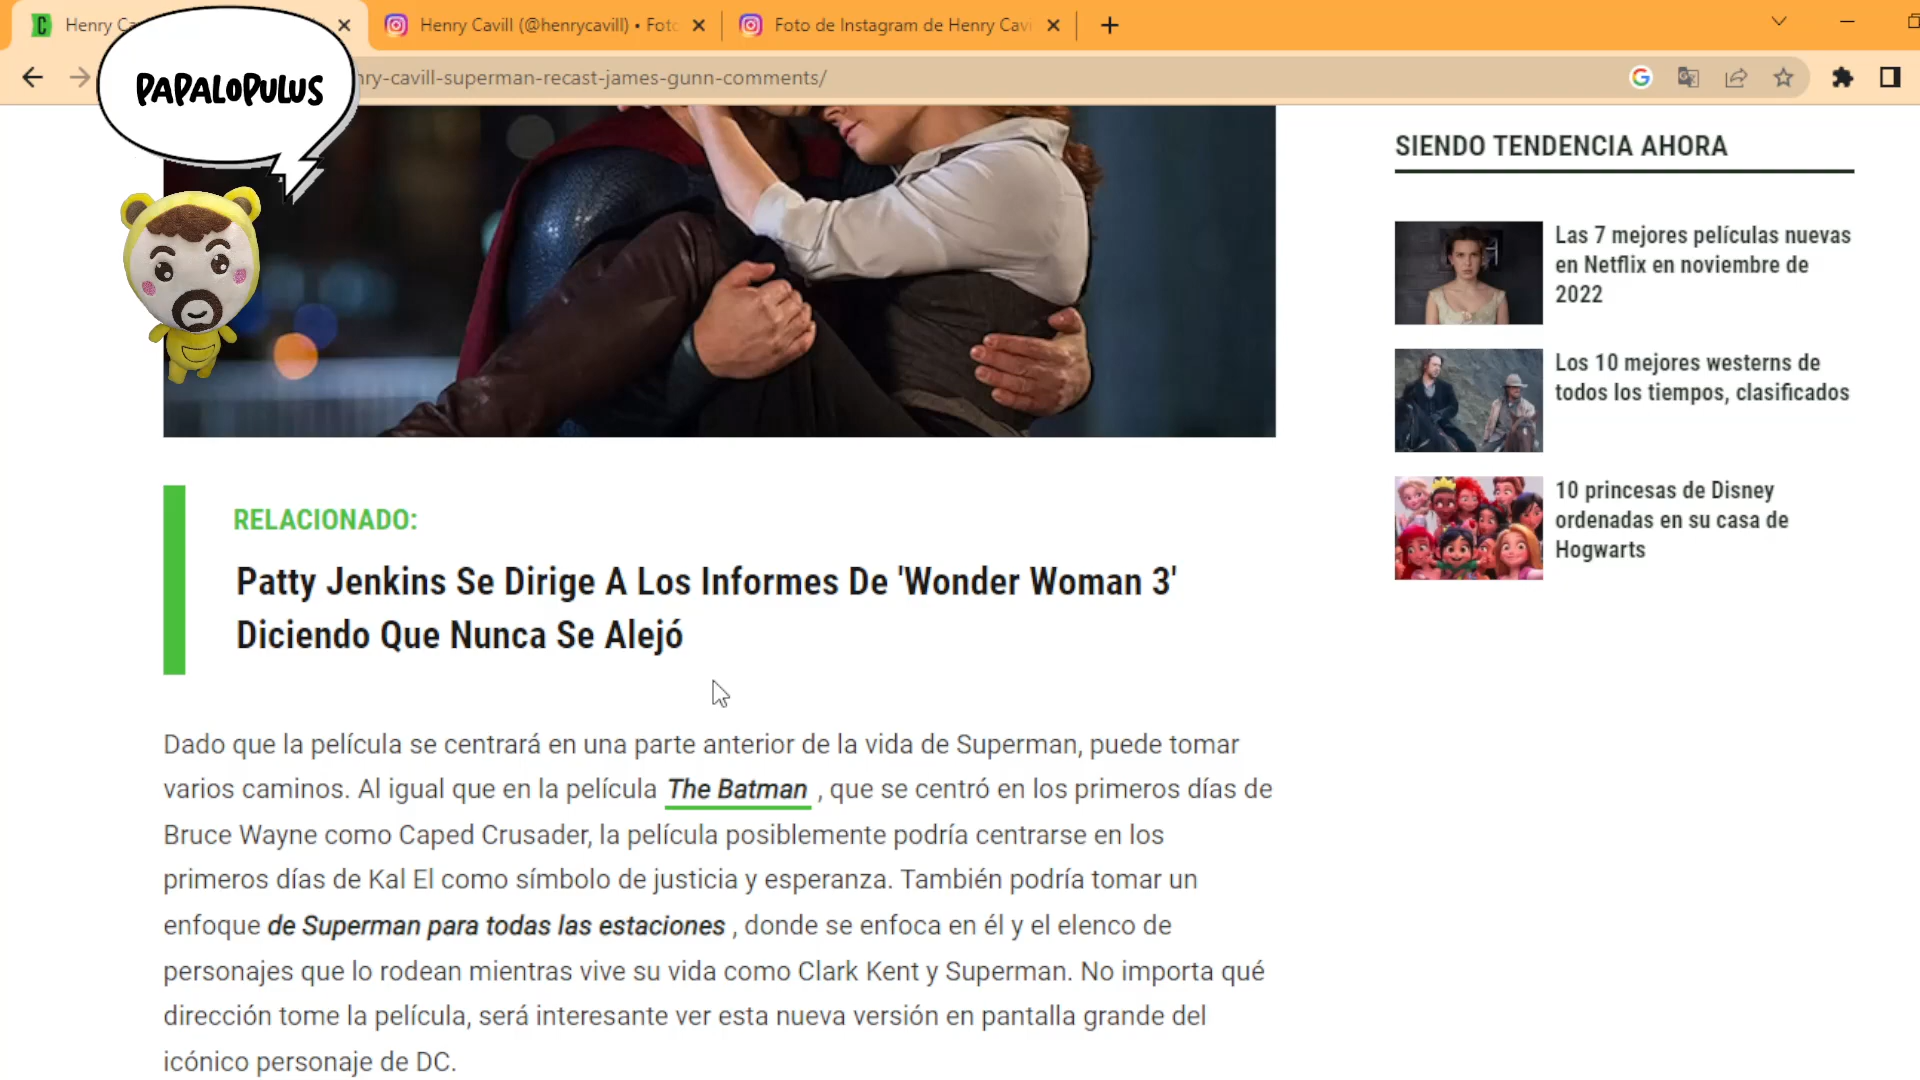 Henry C
Henry Cavill (@henrycavill) • Foto
Foto de Instagram de Henry Cavi
PAPALOPULUS
nry-cavill-superman-recast-james-gunn-comments/
SIENDO TENDENCIA AHORA
Las 7 mejores películas nuevas
en Netflix en noviembre de
2022
Los 10 mejores westerns de
todos los tiempos, clasificados
10 princesas de Disney
ordenadas en su casa de
Hogwarts
RELACIONADO:
Patty Jenkins Se Dirige A Los Informes De 'Wonder Woman 3'
Diciendo Que Nunca Se Alejó
Dado que la película se centrará en una parte anterior de la vida de Superman, puede tomar
varios caminos. Al igual que en la película The Batman , que se centró en los primeros días de
Bruce Wayne como Caped Crusader, la película posiblemente podría centrarse en los
primeros días de Kal El como símbolo de justicia y esperanza. También podría tomar un
enfoque de Superman para todas las estaciones , donde se enfoca en él y el elenco de
personajes que lo rodean mientras vive su vida como Clark Kent y Superman. No importa qué
dirección tome la película, será interesante ver esta nueva versión en pantalla grande del
icónico personaje de DC.